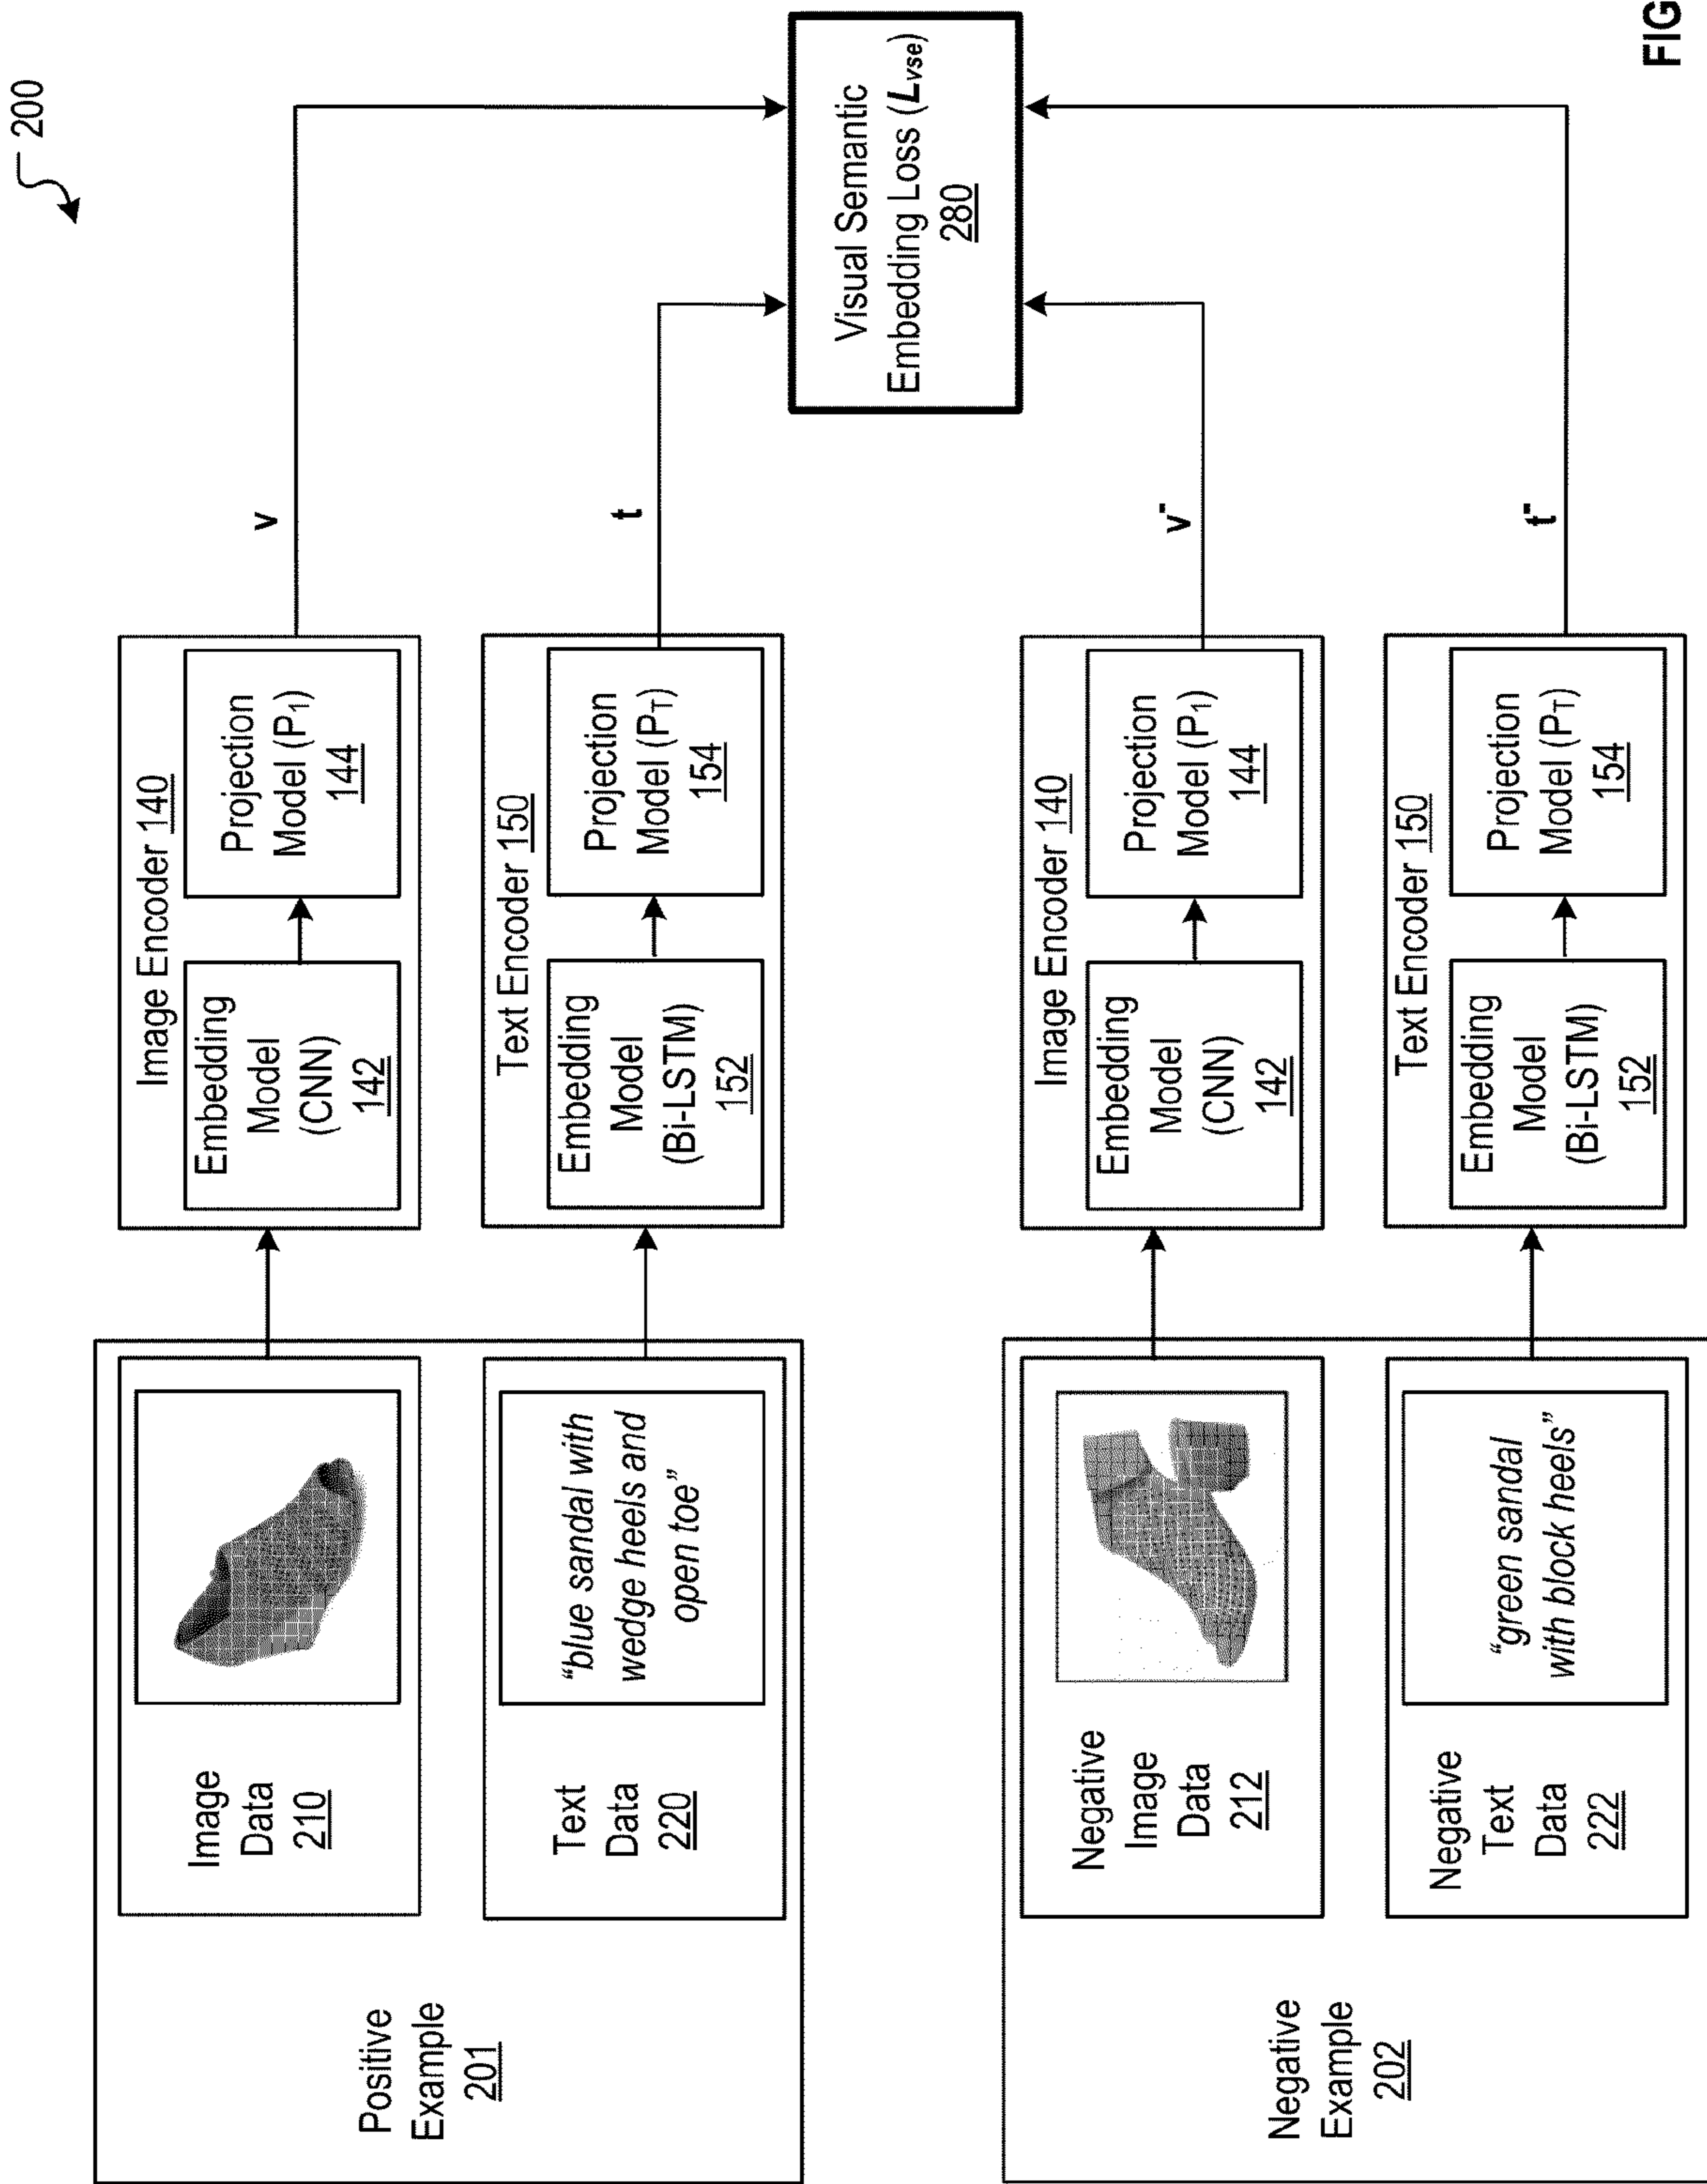 200
Positive
Example
201
Image
Data
210
Text
Data
220
“blue sandal with
wedge heels and
open toe”
Image Encoder 140
Embedding
Model
(CNN)
142
Projection
Model (P1)
144
Text Encoder 150
Embedding
Model
(Bi-LSTM)
152
Projection
Model (PT)
154
v
t
Visual Semantic
Embedding Loss (Lvse)
280
Negative
Example
202
Negative
Image
Data
212
Negative
Text
Data
222
“green sandal
with block heels”
Image Encoder 140
Embedding
Model
(CNN)
142
Projection
Model (P1)
144
Text Encoder 150
Embedding
Model
(Bi-LSTM)
152
Projection
Model (PT)
154
v-
t-
FIG